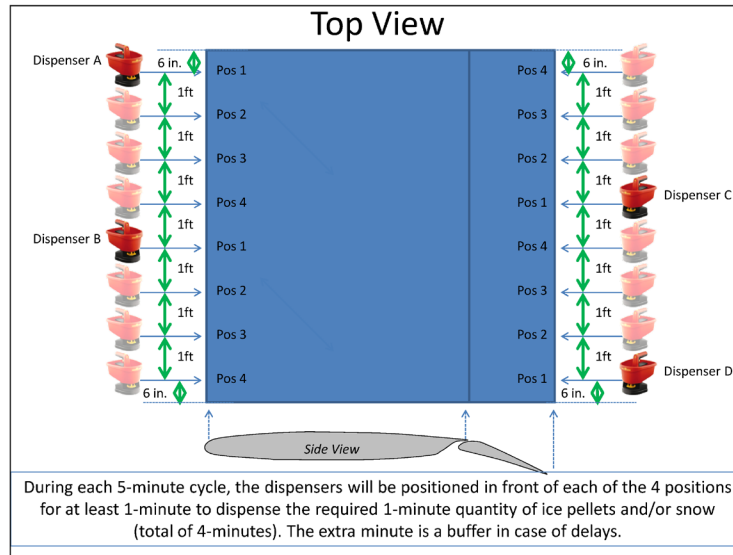 Top View
Dispenser A
6 in.
Pos 1
Pos 4
6 in.
1ft
1ft
Pos 2
Pos 3
1ft
1ft
Pos 3
Pos 2
1ft
1ft
Pos 4
Pos 1
Dispenser C
1ft
1ft
Dispenser B
Pos 1
Pos 4
1ft
1ft
Pos 2
Pos 3
1ft
1ft
Pos 3
Pos 2
1ft
1ft
Pos 4
Pos 1
Dispenser D
6 in.
6 in.
Side View
During each 5-minute cycle, the dispensers will be positioned in front of each of the 4 positions
for at least 1-minute to dispense the required 1-minute quantity of ice pellets and/or snow
(total of 4-minutes). The extra minute is a buffer in case of delays.